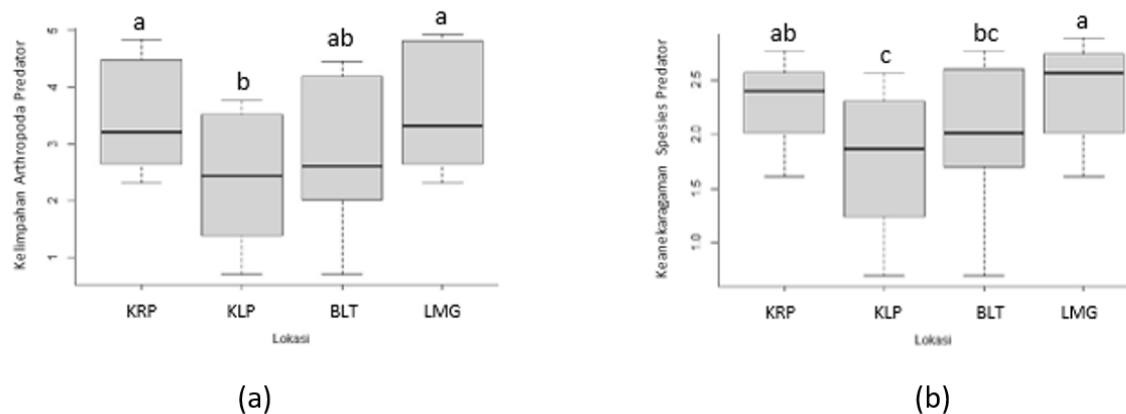 Kelimpahan Arthropoda Predator
5
4
3
2
1
a
b
ab
a
KRP KLP BLT LMG
Lokasi
(a)
Keanekaragaman Spesies Predator
2.5
2.0
1.5
1.0
ab
c
bc
a
KRP KLP BLT LMG
Lokasi
(b)